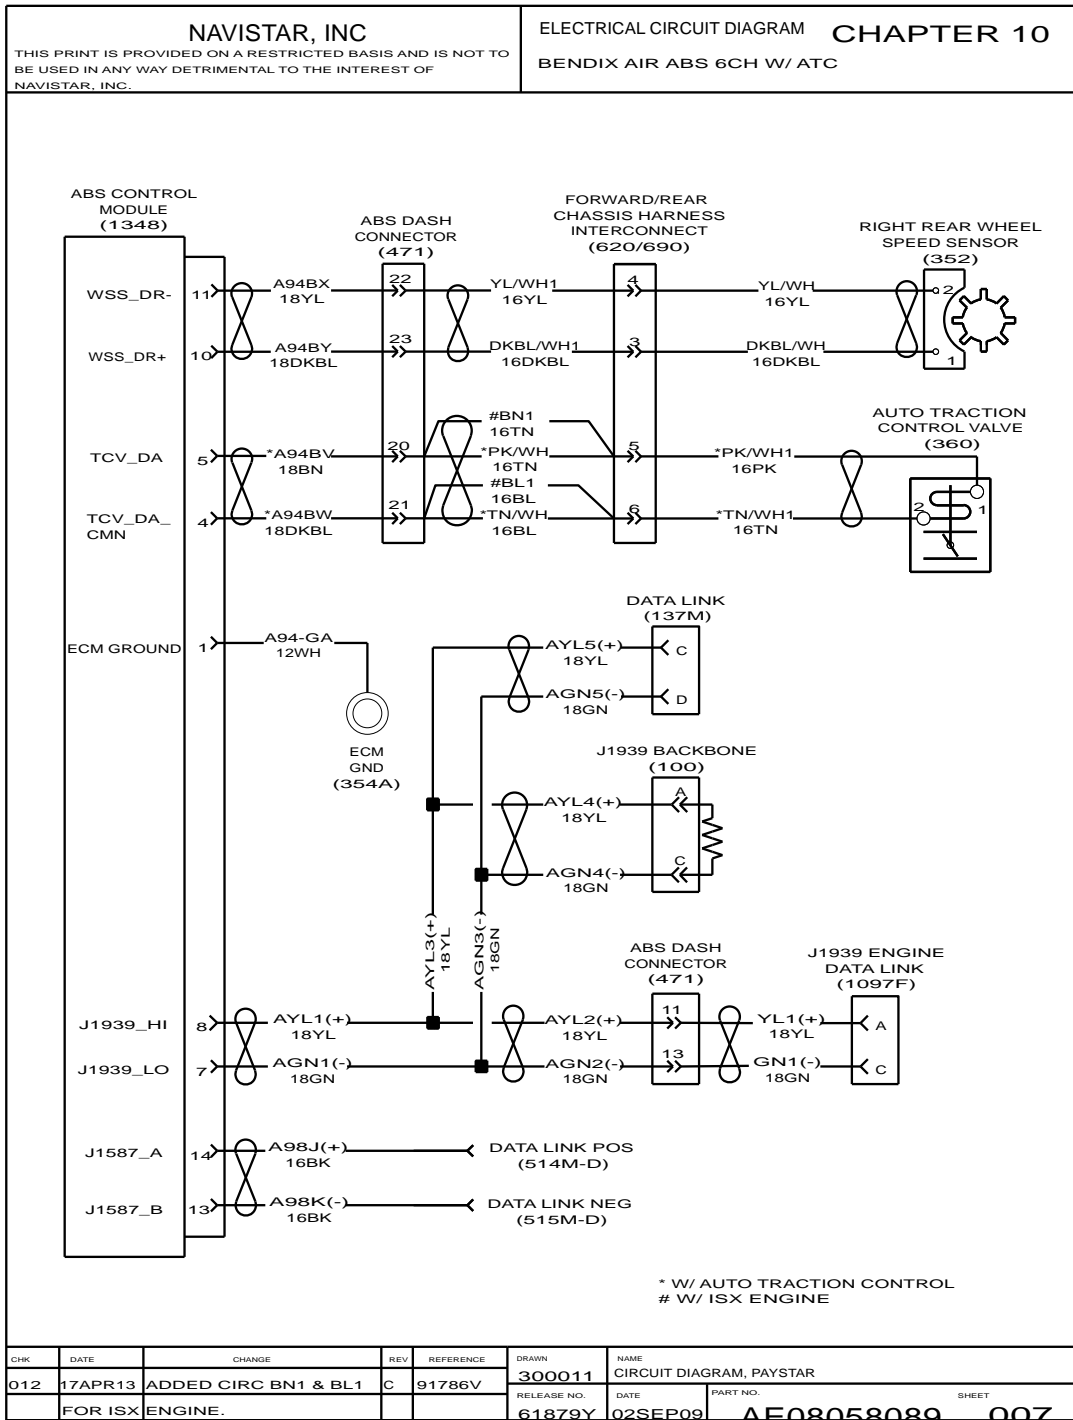 NAVISTAR, INC
THIS PRINT IS PROVIDED ON A RESTRICTED BASIS AND IS NOT TO
BE USED IN ANY WAY DETRIMENTAL TO THE INTEREST OF
NAVISTAR, INC.
ELECTRICAL CIRCUIT DIAGRAM CHAPTER 10
BENDIX AIR ABS 6CH W/ ATC
ABS CONTROL
MODULE
(1348)
ABS DASH
CONNECTOR
(471)
FORWARD/REAR
CHASSIS HARNESS
INTERCONNECT
(620/690)
RIGHT REAR WHEEL
SPEED SENSOR
(352)
WSS_DR- 11 A94BX 22 YL/WH1 4 YL/WH 2
18YL 16YL 16YL
WSS_DR+ 10 A94BY 23 DKBL/WH1 3 DKBL/WH 1
18DKBL 16DKBL 16DKBL
AUTO TRACTION
CONTROL VALVE
(360)
#BN1
16TN
TCV_DA 5 *A94BV 20 *PK/WH 5 *PK/WH1 1
18BN 16TN 16PK
#BL1
16BL
TCV_DA_ 4 *A94BW 21 *TN/WH 6 *TN/WH1 2
CMN 18DKBL 16BL 16TN
DATA LINK
(137M)
ECM GROUND 1 A94-GA
12WH
AYL5(+) C
18YL
AGN5(-) D
18GN
ECM
GND
(354A)
J1939 BACKBONE
(100)
AYL4(+) A
18YL
AGN4(-) C
18GN
AYL3(+)
18YL
AGN3(-)
18GN
ABS DASH
CONNECTOR
(471)
J1939 ENGINE
DATA LINK
(1097F)
J1939_HI 8 AYL1(+) AYL2(+) 11 YL1(+) A
18YL 18YL 18YL
J1939_LO 7 AGN1(-) AGN2(-) 13 GN1(-) C
18GN 18GN 18GN
J1587_A 14 A98J(+) DATA LINK POS
16BK (514M-D)
J1587_B 13 A98K(-) DATA LINK NEG
16BK (515M-D)
* W/ AUTO TRACTION CONTROL
# W/ ISX ENGINE
CHK DATE CHANGE REV REFERENCE DRAWN NAME
012 17APR13 ADDED CIRC BN1 & BL1 C 91786V 300011 CIRCUIT DIAGRAM, PAYSTAR
FOR ISX ENGINE.
RELEASE NO. DATE PART NO. SHEET
61879Y 02SEP09 AE08058089 007